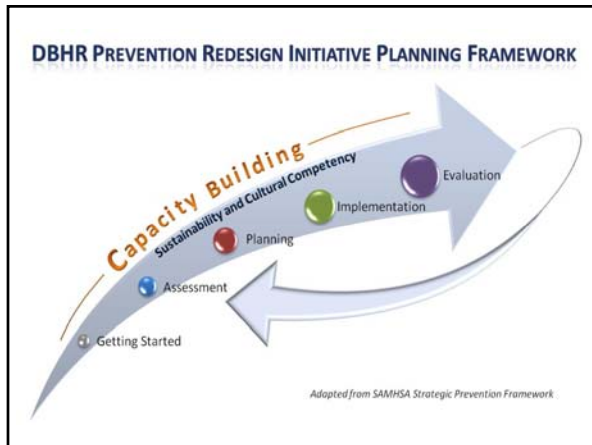 DBHR PREVENTION REDESIGN INITIATIVE PLANNING FRAMEWORK
Capacity Building
Sustainability and Cultural Competency
Evaluation
Implementation
Planning
Assessment
Getting Started
Adapted from SAMHSA Strategic Prevention Framework